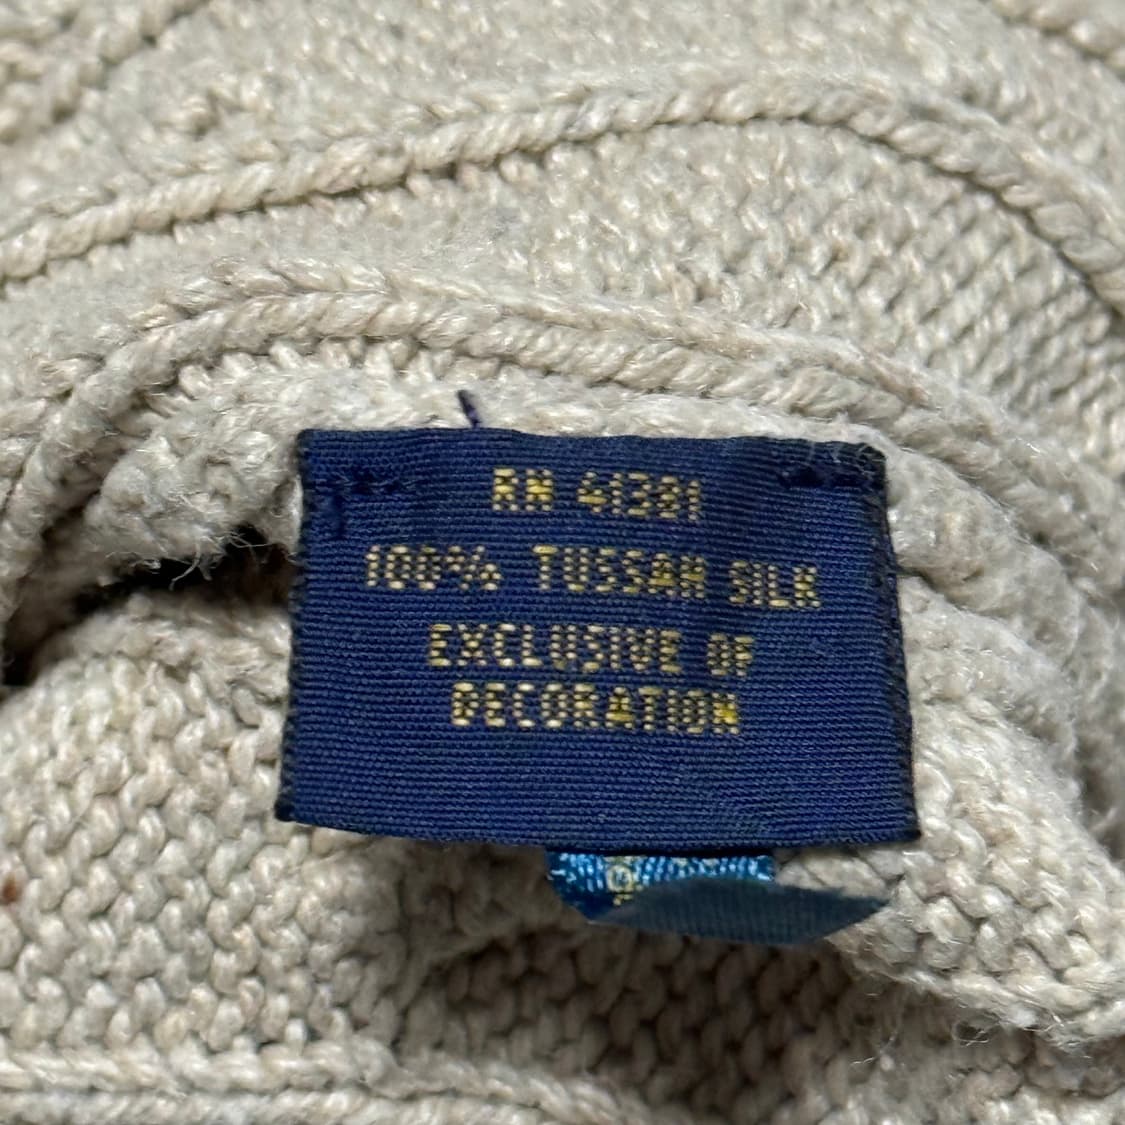 RN 41381
100% TUSSAH SILK
EXCLUSIVE OF
DECORATION